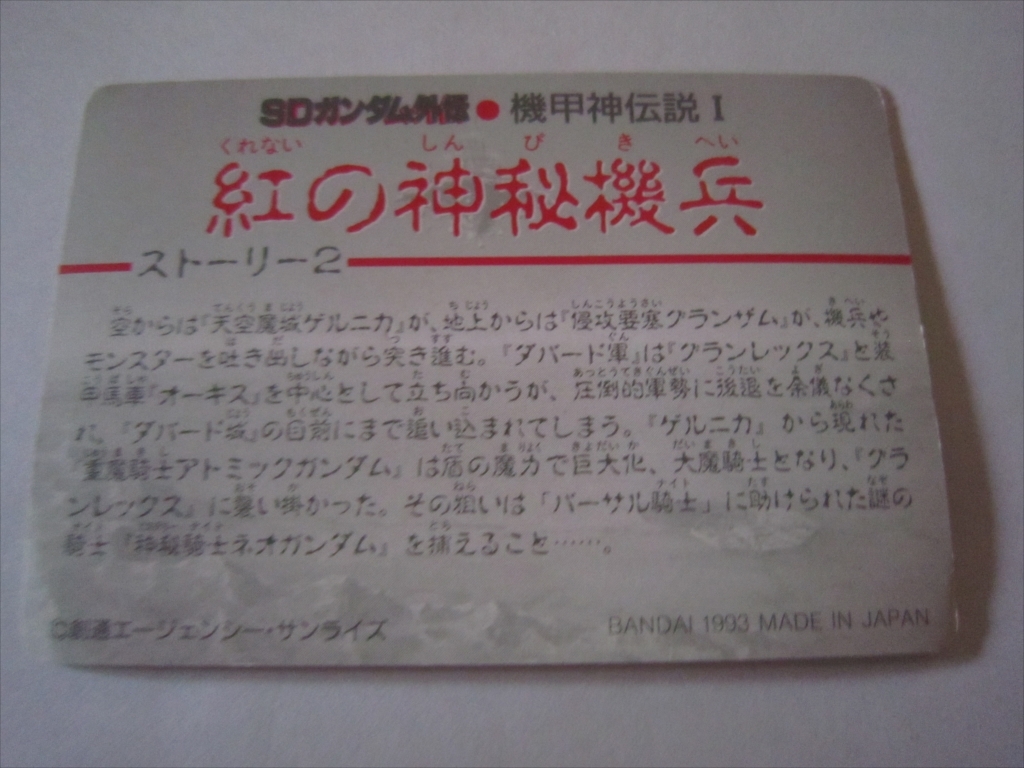 SDガンダム外伝●機甲神伝説 I
くれない しん び き へい
紅の神秘機兵
ストーリー2
空からは『天空魔城ゲルニカ』が、地上からは『侵攻要塞グランザム』が、機兵や
モンスターを吐き出しながら突き進む。『ダバード軍』は『グランレックス』と装
甲馬車『オーキス』を中心として立ち向かうが、圧倒的軍勢に後退を余儀なくさ
れ、『ダバード城』の目前にまで追い込まれてしまう。『ゲルニカ』から現れた
『重魔騎士アトミックガンダム』は盾の魔力で巨大化、大魔騎士となり、『グラ
ンレックス』に襲い掛かった。その狙いは「バーサル騎士」に助けられた謎の
騎士『神秘騎士ネオガンダム』を捕えること……。
©創通エージェンシー・サンライズ
BANDAI 1993 MADE IN JAPAN